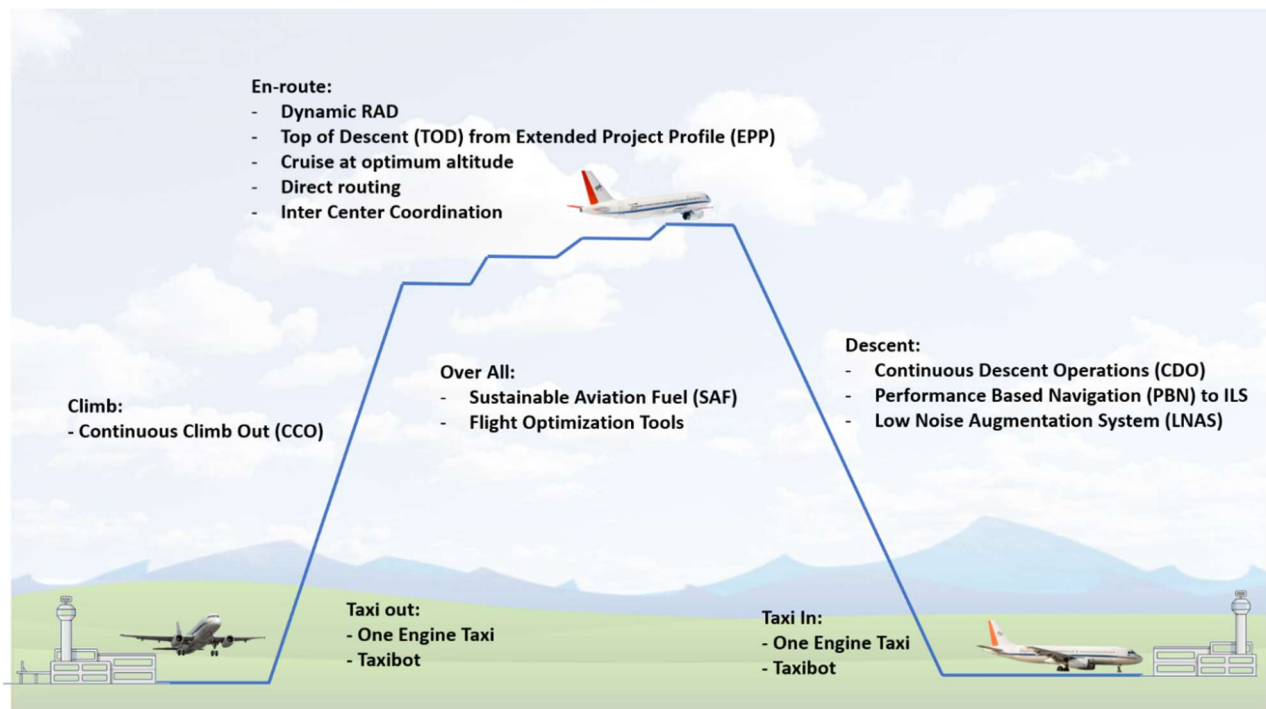 En-route:
- Dynamic RAD
- Top of Descent (TOD) from Extended Project Profile (EPP)
- Cruise at optimum altitude
- Direct routing
- Inter Center Coordination
Climb:
- Continuous Climb Out (CCO)
Over All:
- Sustainable Aviation Fuel (SAF)
- Flight Optimization Tools
Descent:
- Continuous Descent Operations (CDO)
- Performance Based Navigation (PBN) to ILS
- Low Noise Augmentation System (LNAS)
Taxi out:
- One Engine Taxi
- Taxibot
Taxi In:
- One Engine Taxi
- Taxibot